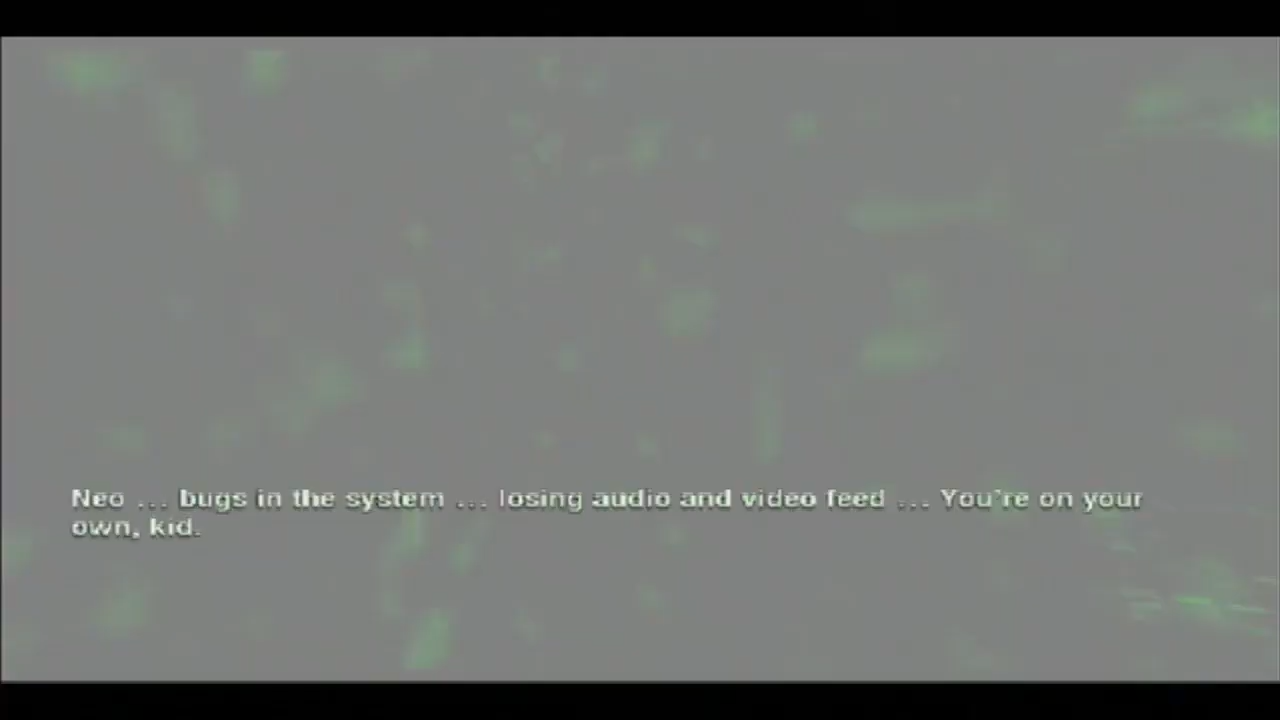 Neo ... bugs in the system ... losing audio and video feed ... You're on your
own, kid.